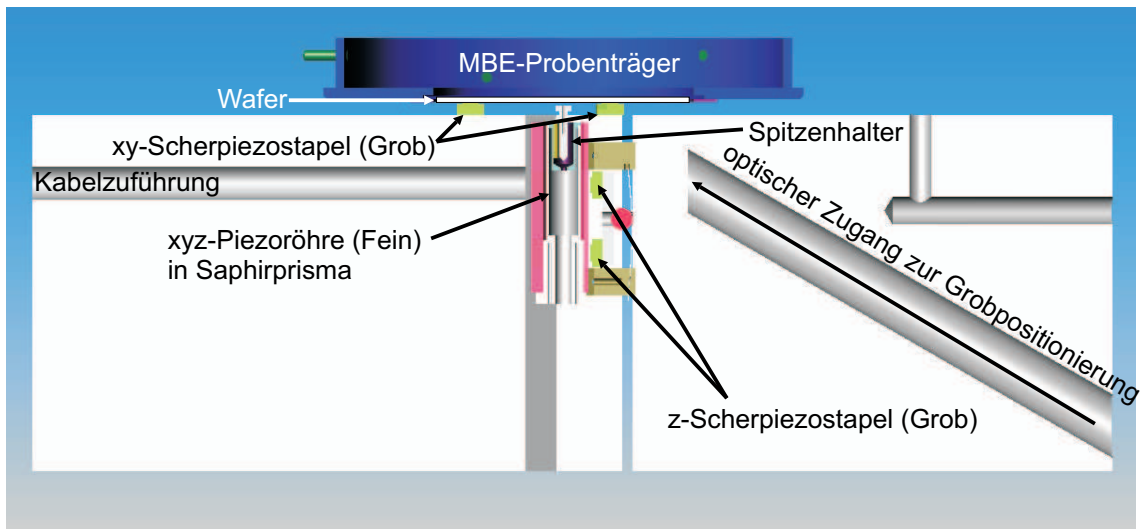 MBE-Probenträger
Wafer
xy-Scherpiezostapel (Grob)
Spitzenhalter
Kabelzuführung
optischer Zugang zur Grobpositionierung
xyz-Piezoröhre (Fein)
in Saphirprisma
z-Scherpiezostapel (Grob)